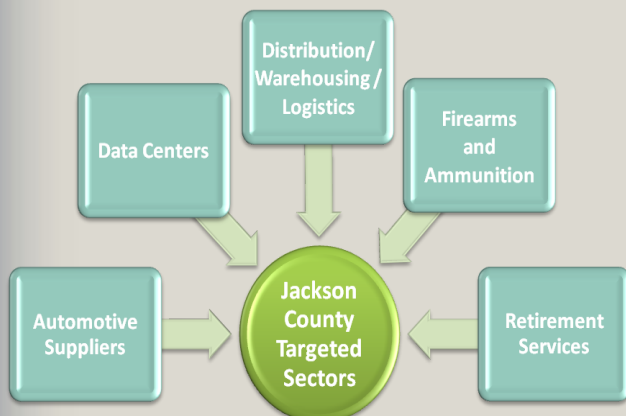 Distribution/
Warehousing /
Logistics
Data Centers
Firearms
and
Ammunition
Automotive
Suppliers
Jackson
County
Targeted
Sectors
Retirement
Services